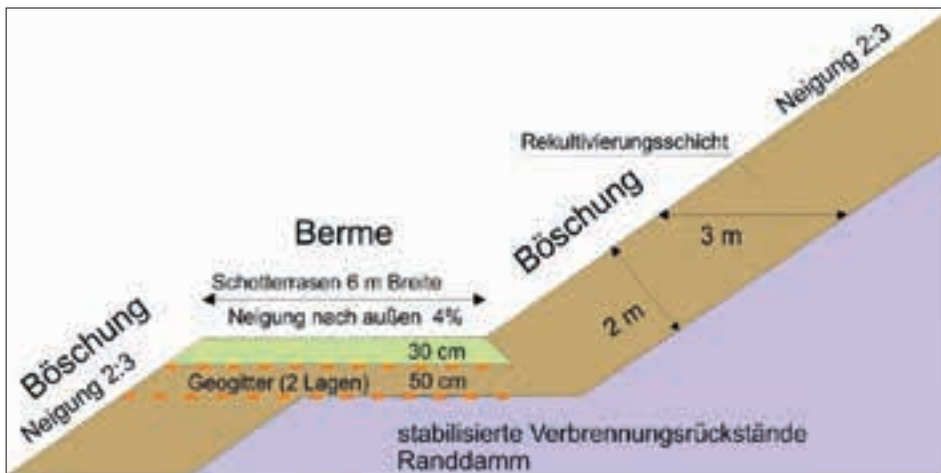 Neigung 2:3
Rekultivierungsschicht
Böschung
3 m
2 m
Berme
Schotterrasen 6 m Breite
Neigung nach außen 4%
30 cm
Geogitter (2 Lagen) 50 cm
Böschung
Neigung 2:3
stabilisierte Verbrennungsrückstände
Randdamm